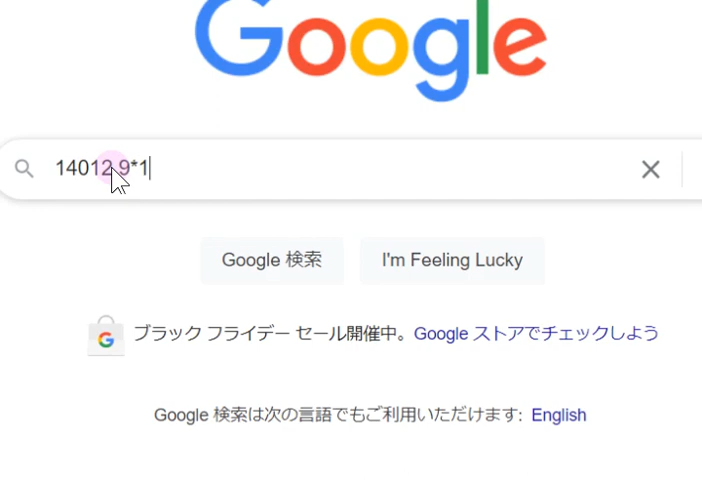 Google
14012.9*1
Google 検索 I'm Feeling Lucky
ブラック フライデー セール開催中。Google ストアでチェックしよう
Google 検索は次の言語でもご利用いただけます: English